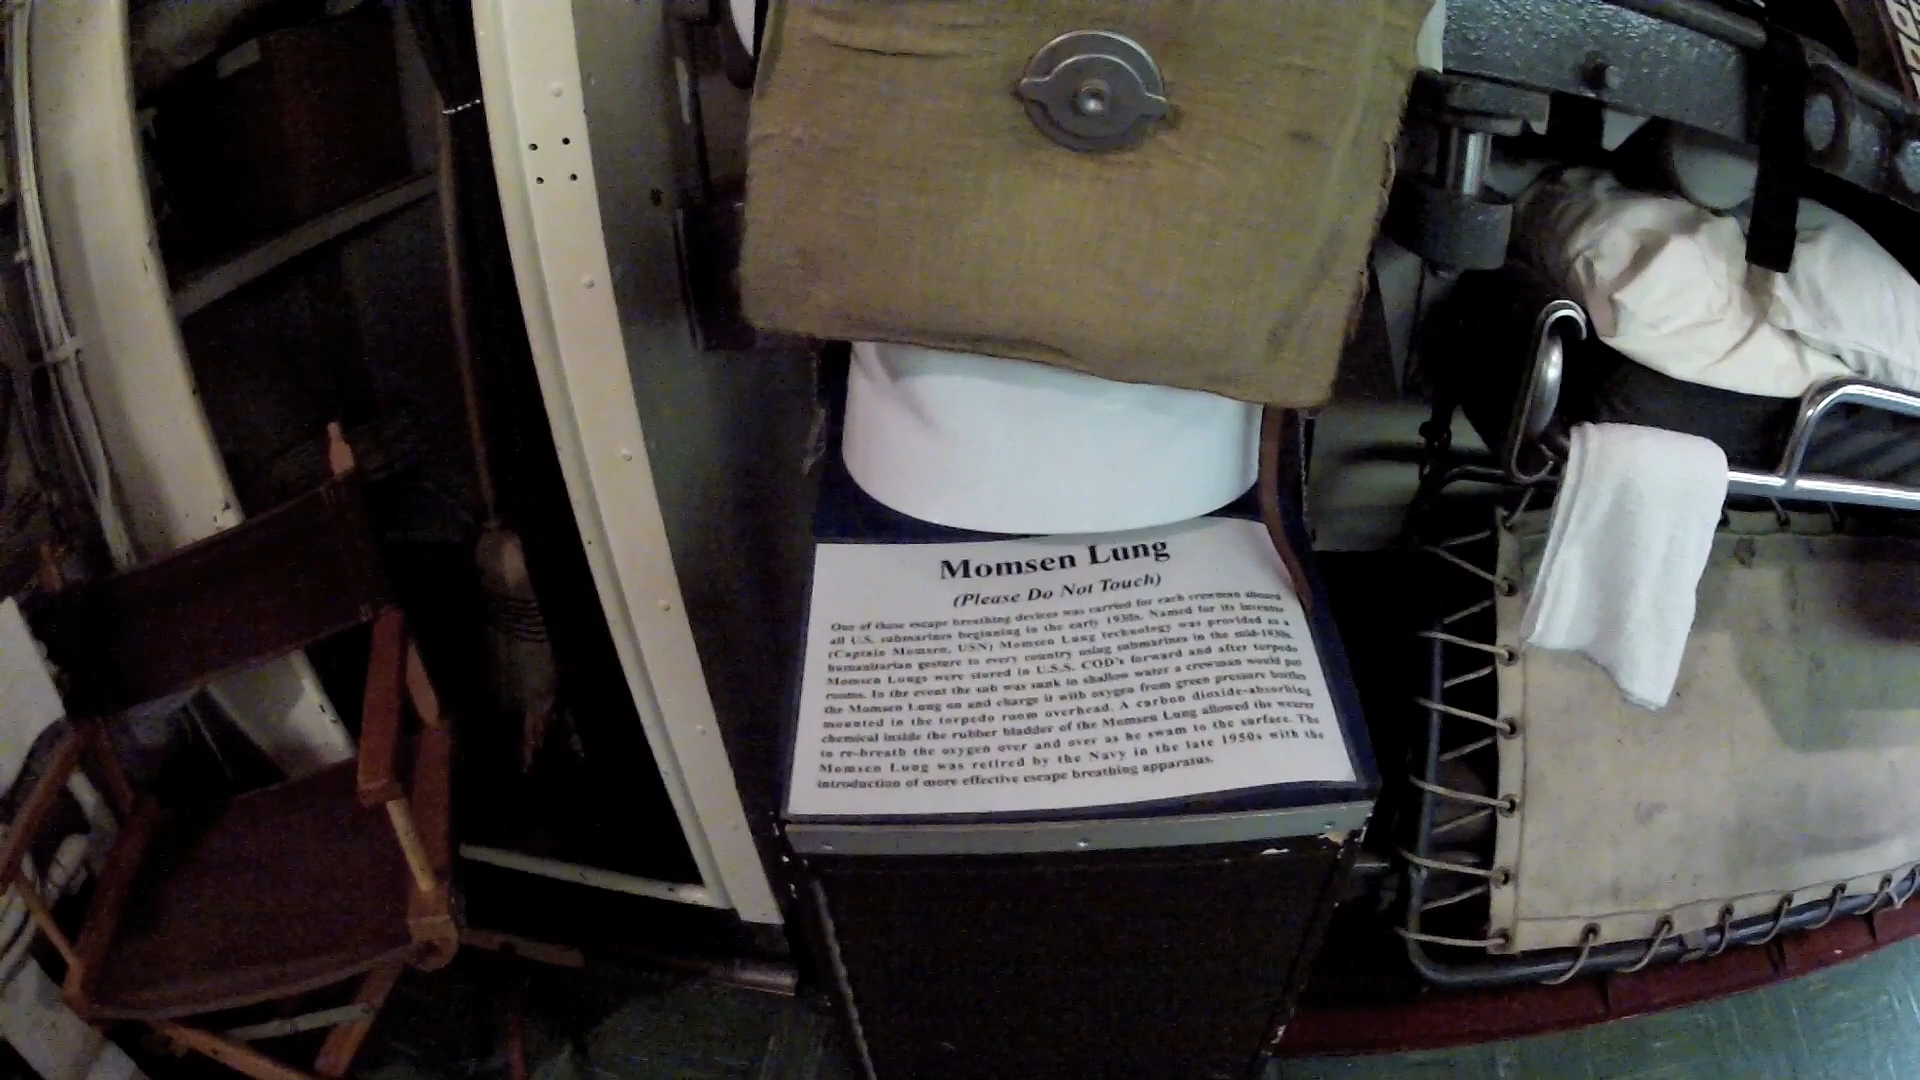 Momsen Lung
(Please Do Not Touch)
One of these escape breathing devices was carried for each crewman aboard
all U.S. submarines beginning in the early 1930s. Named for its inventor
(Captain Momsen, USN) Momsen Lung technology was provided as a
humanitarian gesture to every country using submarines in the mid-1930s.
Momsen Lungs were stored in U.S.S. COD's forward and after torpedo
rooms. In the event the sub was sunk in shallow water a crewman would put
the Momsen Lung on and charge it with oxygen from green pressure bottles
mounted in the torpedo room overhead. A carbon dioxide-absorbing
chemical inside the rubber bladder of the Momsen Lung allowed the wearer
to re-breath the oxygen over and over as he swam to the surface. The
Momsen Lung was retired by the Navy in the late 1950s with the
introduction of more effective escape breathing apparatus.